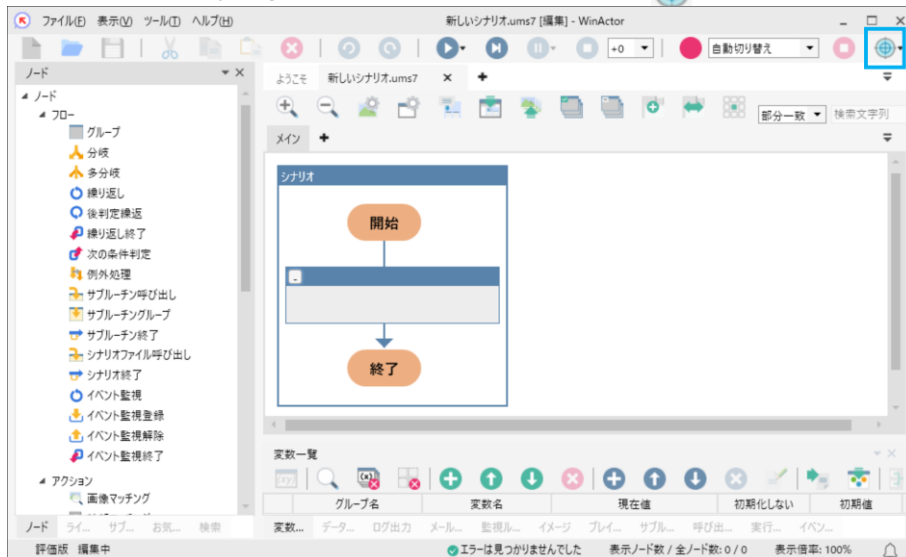 ファイル(F) 表示(V) ツール(T) ヘルプ(H) 新しいシナリオ.ums7 [編集] - WinActor
+0 自動切り替え
ノード
ようこそ 新しいシナリオ.ums7
部分一致 検索文字列
メイン
ノード
フロー
グループ
分岐
多分岐
繰り返し
後判定繰返
繰り返し終了
次の条件判定
例外処理
サブルーチン呼び出し
サブルーチングループ
サブルーチン終了
シナリオファイル呼び出し
シナリオ終了
イベント監視
イベント監視登録
イベント監視解除
イベント監視終了
アクション
画像マッチング
シナリオ
開始
終了
変数一覧
グループ名 変数名 現在値 初期化しない 初期値
ノード ライ... サブ... お気... 検索
変数... データ... ログ出力 メール... 監視ル... イメージ ブレイ... サブル... 呼び出... 実行... イベン...
評価版 編集中 エラーは見つかりませんでした 表示ノード数 / 全ノード数: 0 / 0 表示倍率: 100%